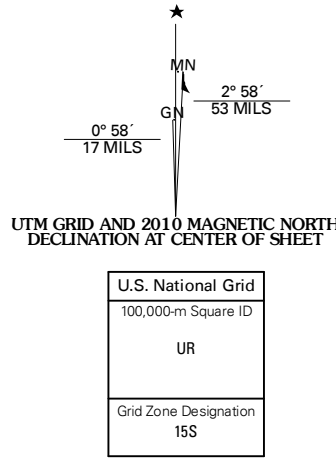 ★
MN
GN
2° 58´
53 MILS
0° 58´
17 MILS
UTM GRID AND 2010 MAGNETIC NORTH
DECLINATION AT CENTER OF SHEET
U.S. National Grid
100,000-m Square ID
UR
Grid Zone Designation
15S